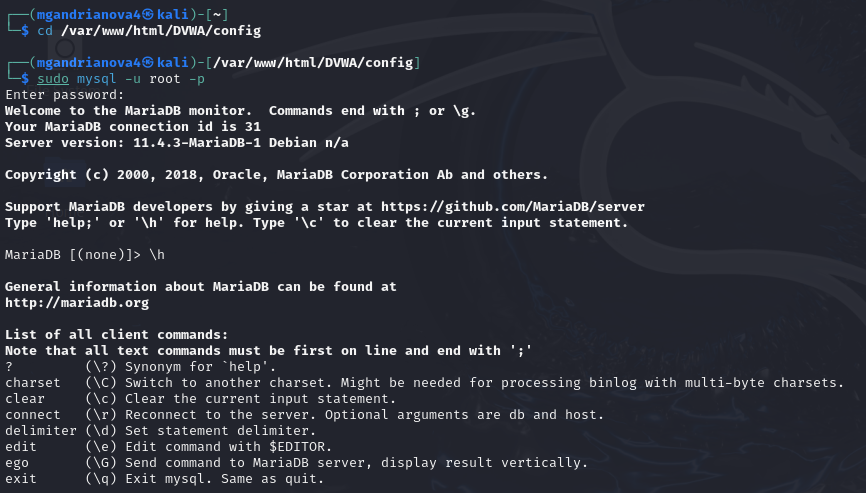 ┌──(mgandrianova4㉿kali)-[~]
└─$ cd /var/www/html/DVWA/config
┌──(mgandrianova4㉿kali)-[/var/www/html/DVWA/config]
└─$ sudo mysql -u root -p
Enter password:
Welcome to the MariaDB monitor.  Commands end with ; or \g.
Your MariaDB connection id is 31
Server version: 11.4.3-MariaDB-1 Debian n/a
Copyright (c) 2000, 2018, Oracle, MariaDB Corporation Ab and others.
Support MariaDB developers by giving a star at https://github.com/MariaDB/server
Type 'help;' or '\h' for help. Type '\c' to clear the current input statement.
MariaDB [(none)]> \h
General information about MariaDB can be found at
http://mariadb.org
List of all client commands:
Note that all text commands must be first on line and end with ';'
?         (\?) Synonym for `help'.
charset   (\C) Switch to another charset. Might be needed for processing binlog with multi-byte charsets.
clear     (\c) Clear the current input statement.
connect   (\r) Reconnect to the server. Optional arguments are db and host.
delimiter (\d) Set statement delimiter.
edit      (\e) Edit command with $EDITOR.
ego       (\G) Send command to MariaDB server, display result vertically.
exit      (\q) Exit mysql. Same as quit.